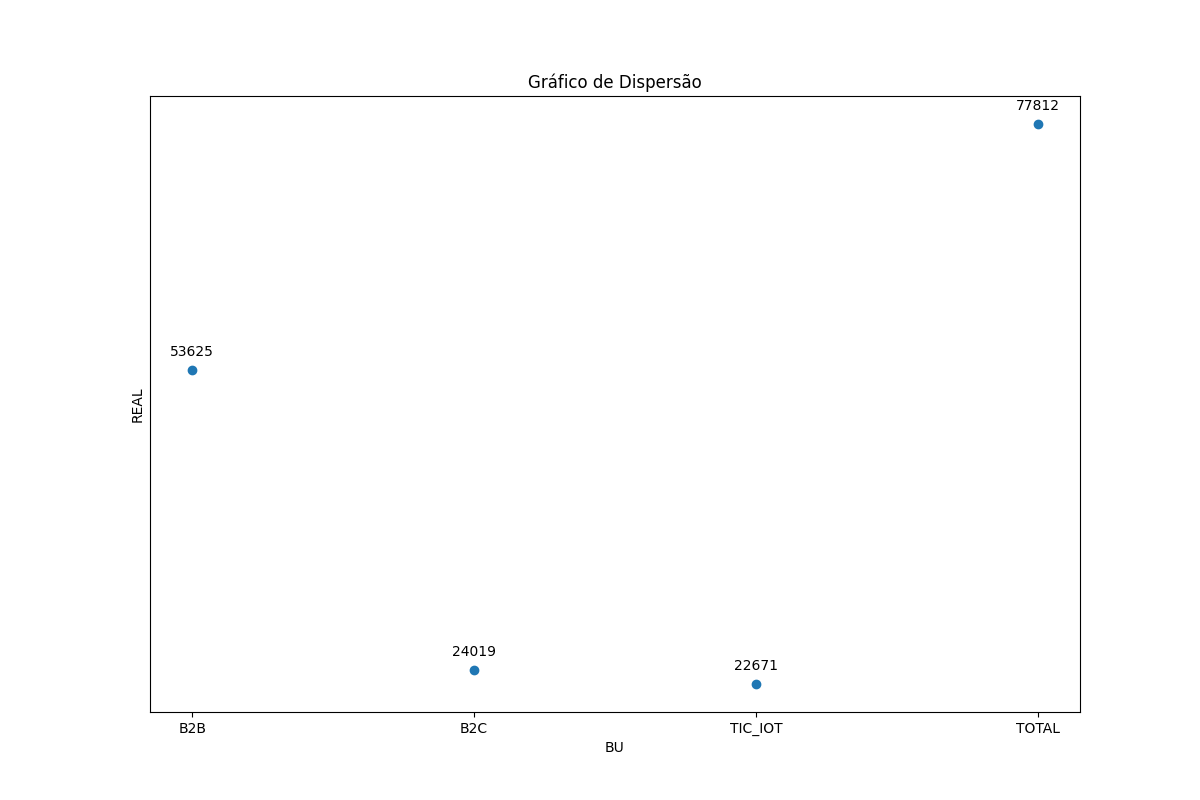 Gráfico de Dispersão
77812
53625
REAL
24019
22671
B2B
B2C
TIC_IOT
TOTAL
BU